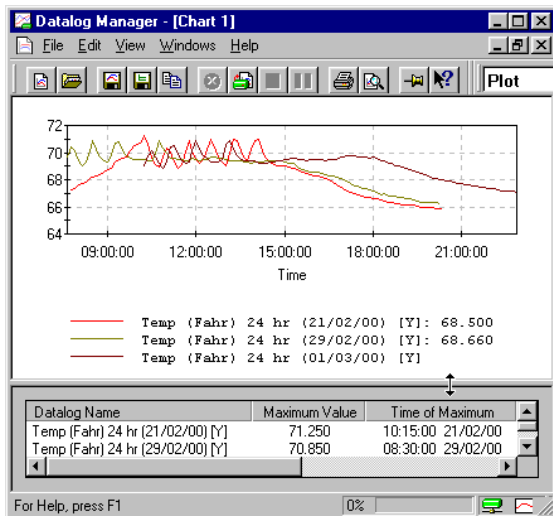 Datalog Manager - [Chart 1]
File Edit View Windows Help
Plot
72
70
68
66
64
09:00:00 12:00:00 15:00:00 18:00:00 21:00:00
Time
Temp (Fahr) 24 hr (21/02/00) [Y]: 68.500
Temp (Fahr) 24 hr (29/02/00) [Y]: 68.660
Temp (Fahr) 24 hr (01/03/00) [Y]
Datalog Name Maximum Value Time of Maximum
Temp (Fahr) 24 hr (21/02/00) [Y] 71.250 10:15:00 21/02/00
Temp (Fahr) 24 hr (29/02/00) [Y] 70.850 08:30:00 29/02/00
For Help, press F1 0%